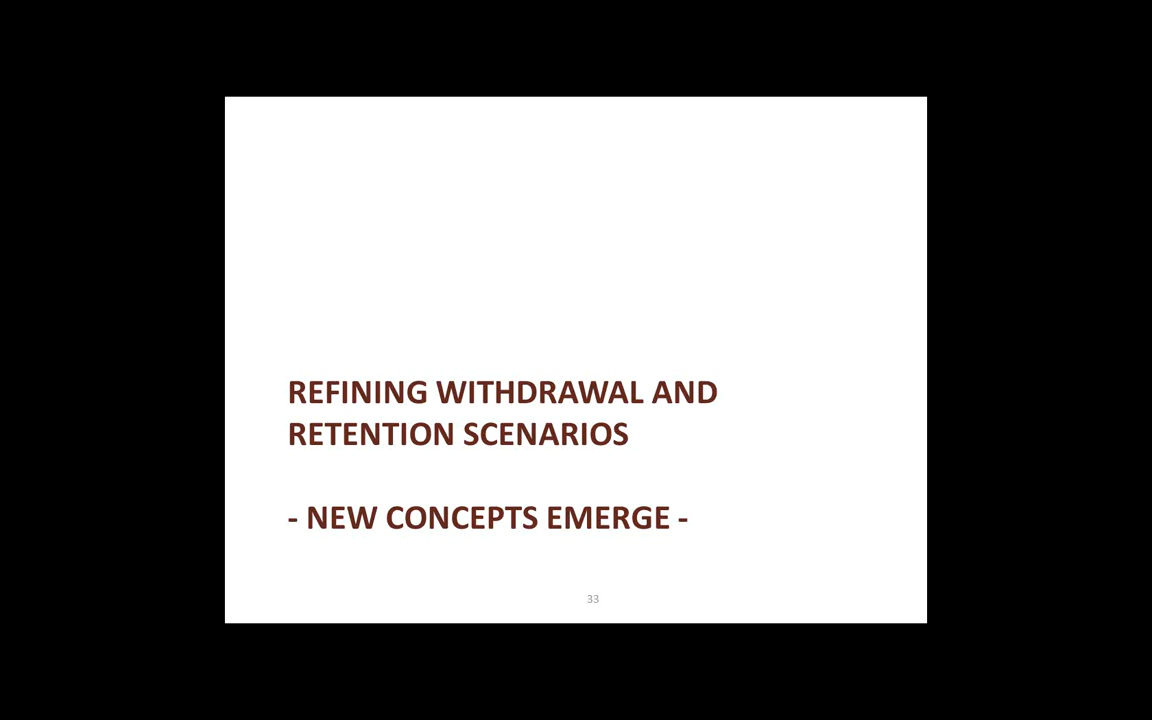 REFINING WITHDRAWAL AND
RETENTION SCENARIOS
- NEW CONCEPTS EMERGE -
33